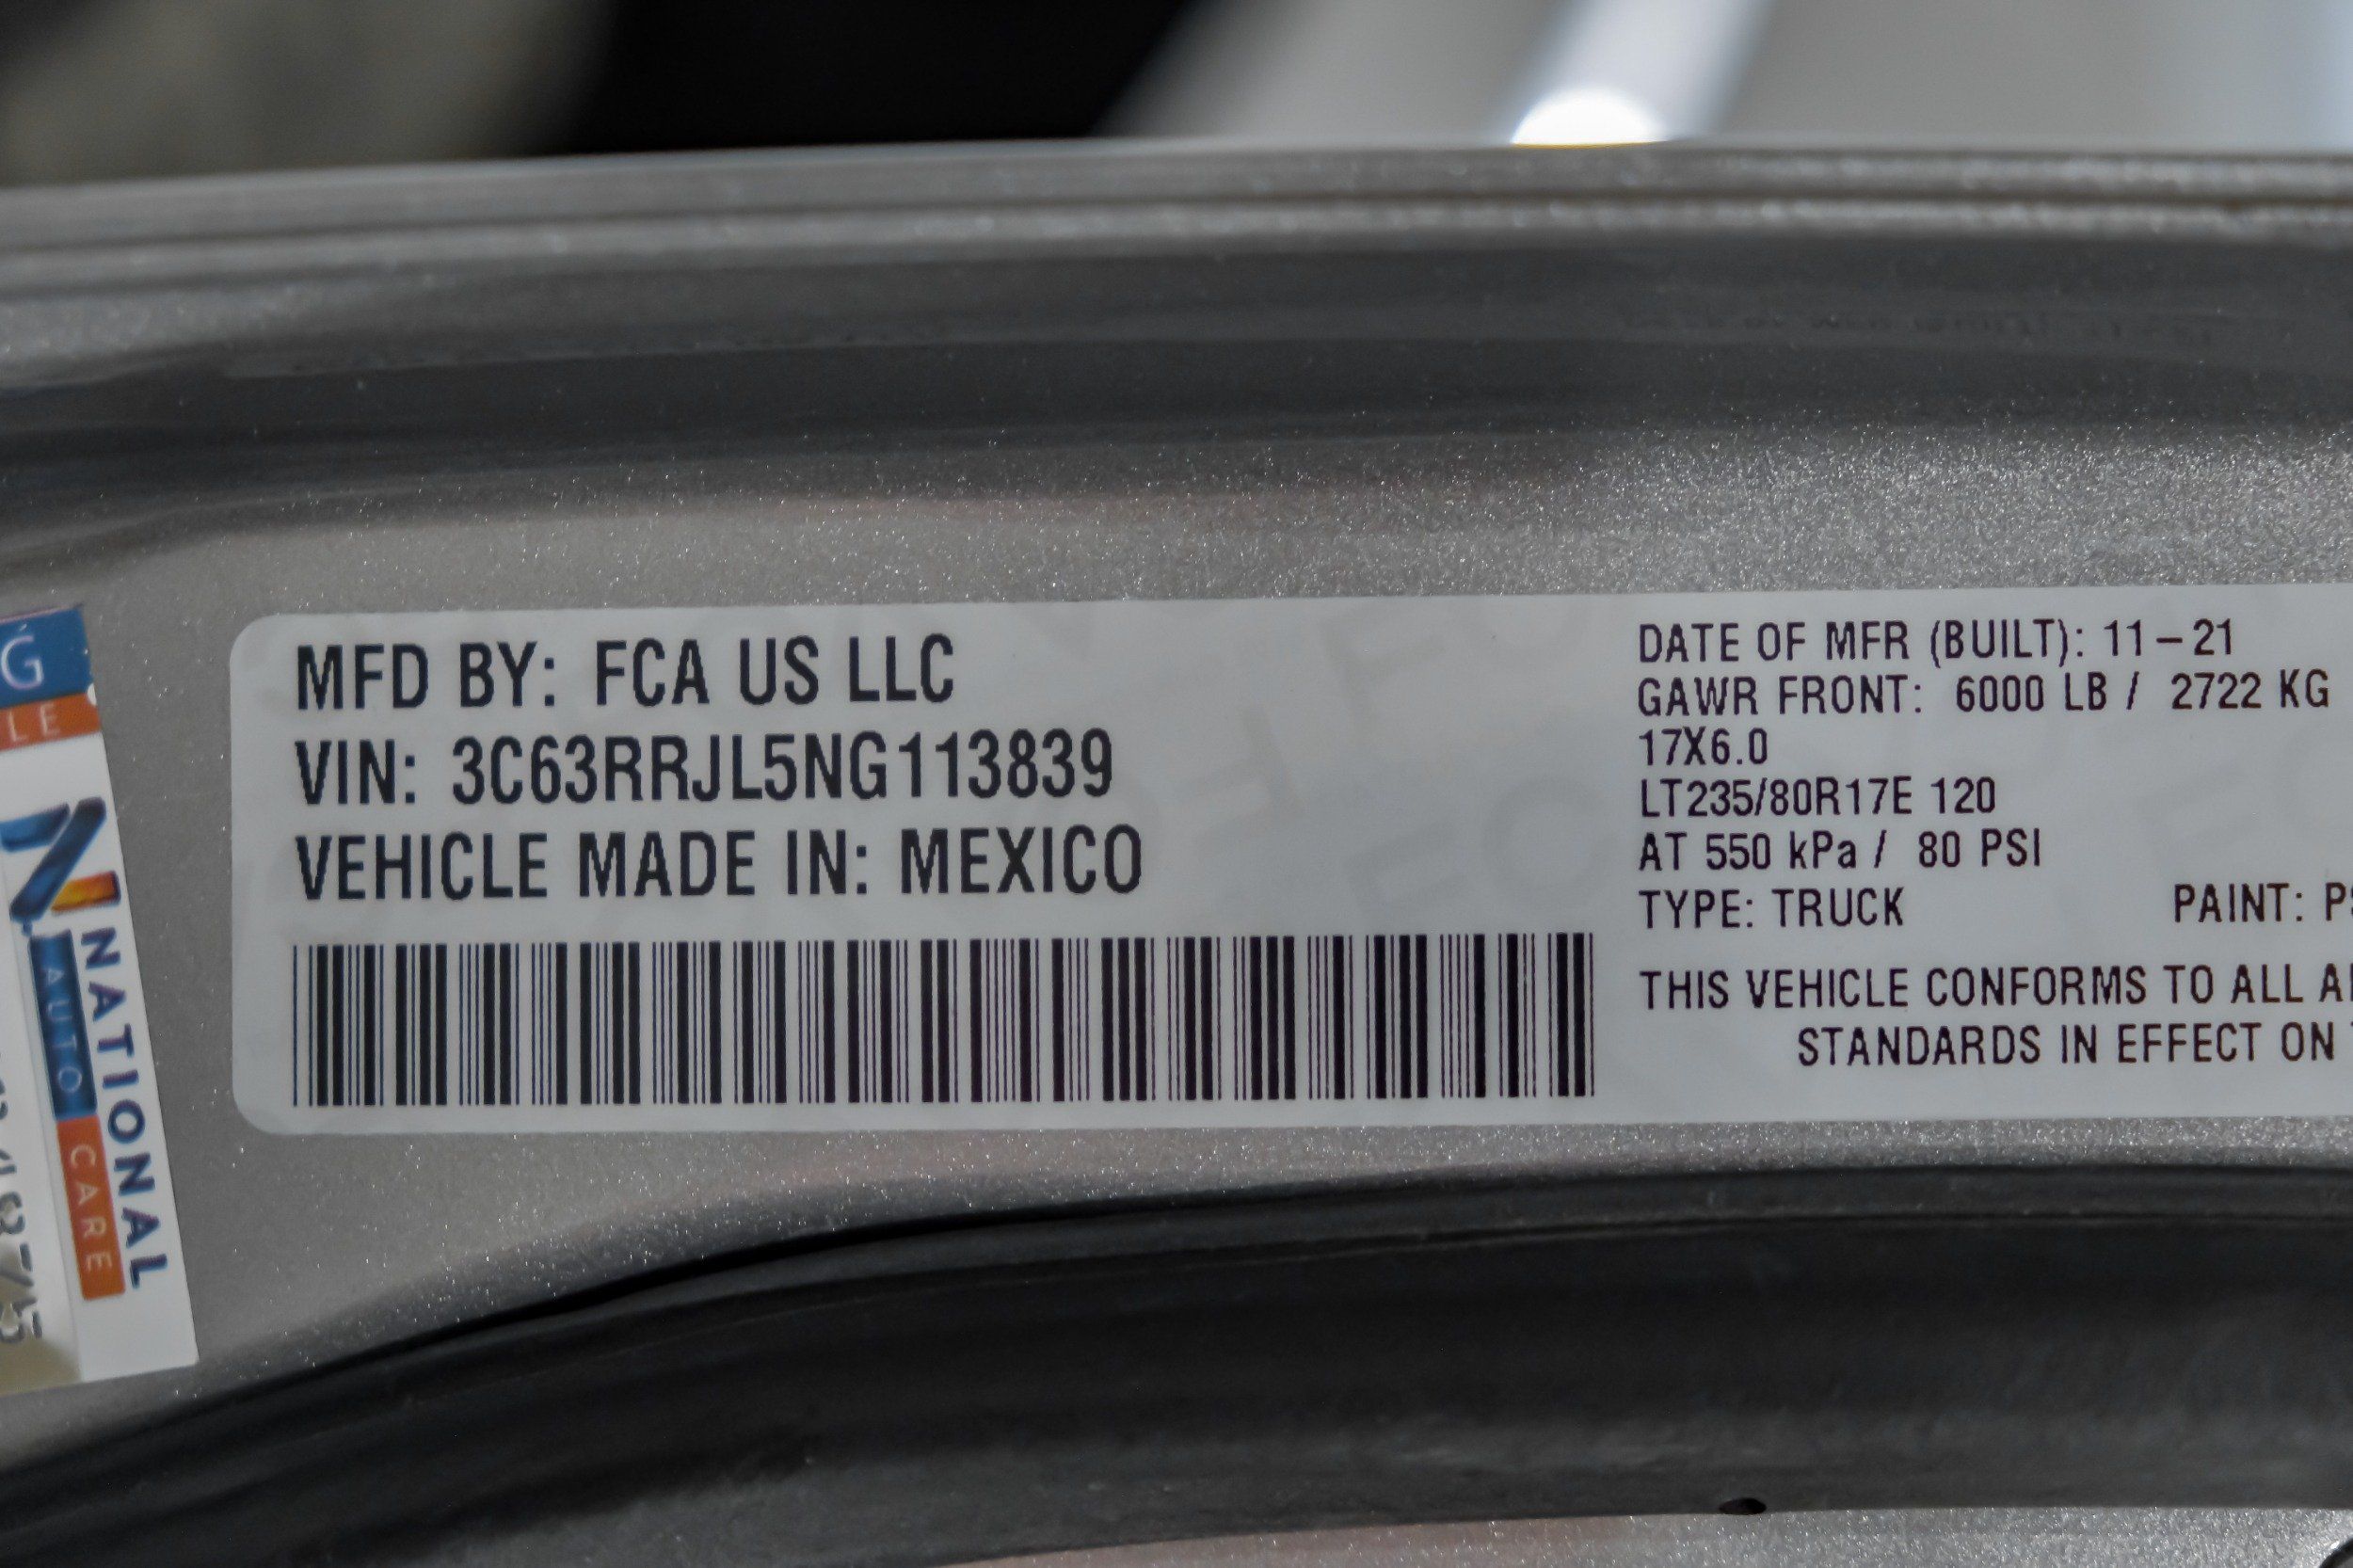 MFD BY: FCA US LLC
VIN: 3C63RRJL5NG113839
VEHICLE MADE IN: MEXICO
DATE OF MFR (BUILT): 11-21
GAWR FRONT: 6000 LB / 2722 KG
17X6.0
LT235/80R17E 120
AT 550 kPa / 80 PSI
TYPE: TRUCK PAINT:
THIS VEHICLE CONFORMS TO ALL
STANDARDS IN EFFECT ON
NATIONAL
AUTO CARE